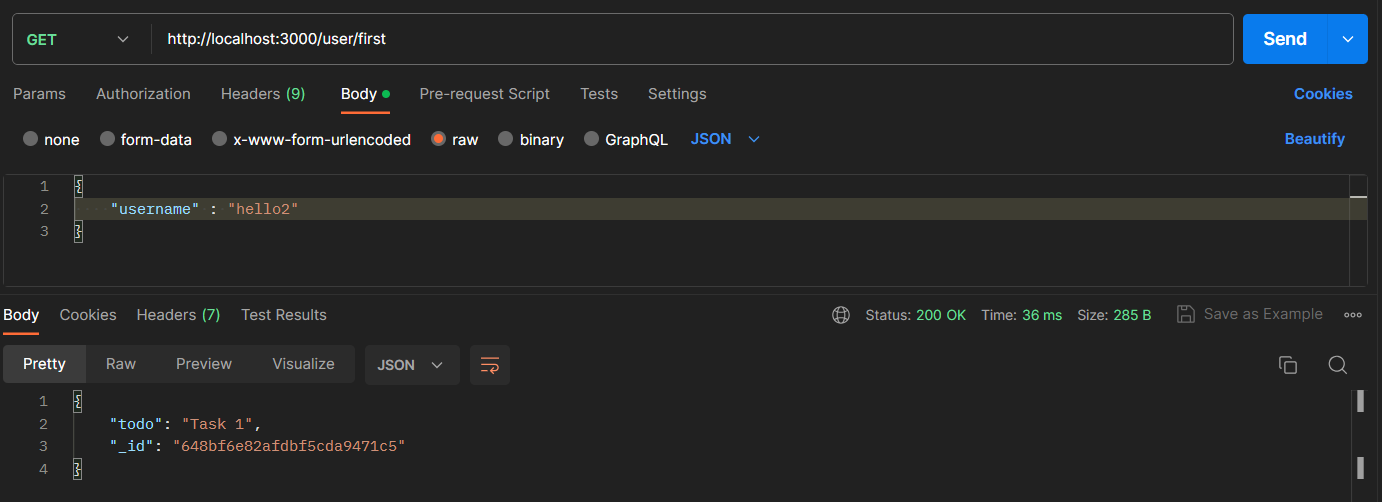 GET http://localhost:3000/user/first Send
Params Authorization Headers (9) Body Pre-request Script Tests Settings Cookies
none form-data x-www-form-urlencoded raw binary GraphQL JSON Beautify
1 {
2 "username" : "hello2"
3 }
Body Cookies Headers (7) Test Results Status: 200 OK Time: 36 ms Size: 285 B Save as Example
Pretty Raw Preview Visualize JSON
1 {
2 "todo": "Task 1",
3 "_id": "648bf6e82afdbf5cda9471c5"
4 }